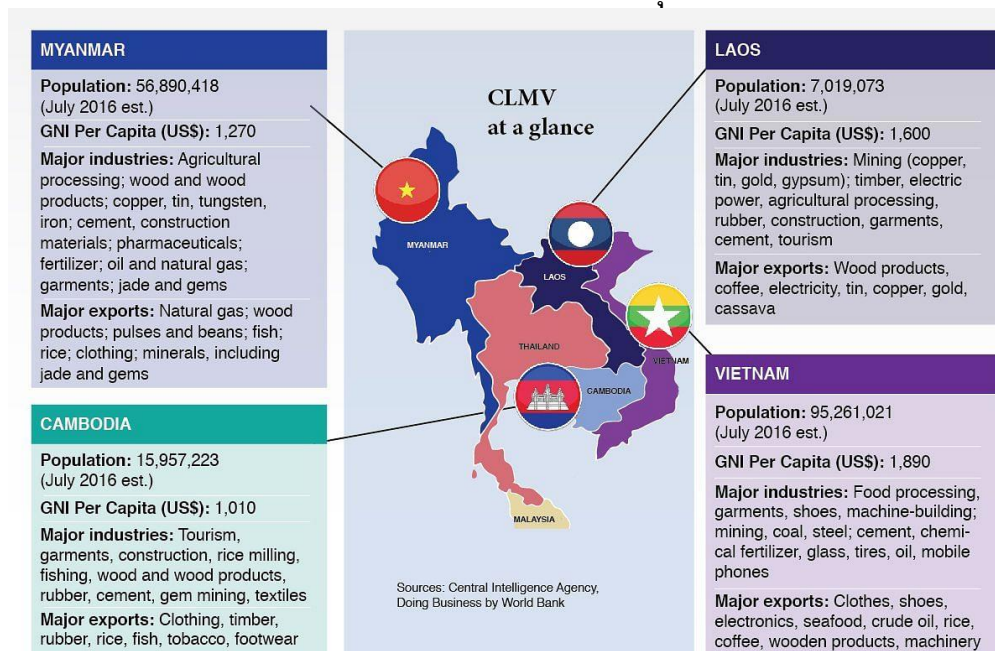 MYANMAR
Population: 56,890,418
(July 2016 est.)
GNI Per Capita (US$): 1,270
Major industries: Agricultural
processing; wood and wood
products; copper, tin, tungsten,
iron; cement, construction
materials; pharmaceuticals;
fertilizer; oil and natural gas;
garments; jade and gems
Major exports: Natural gas; wood
products; pulses and beans; fish;
rice; clothing; minerals, including
jade and gems
CAMBODIA
Population: 15,957,223
(July 2016 est.)
GNI Per Capita (US$): 1,010
Major industries: Tourism,
garments, construction, rice milling,
fishing, wood and wood products,
rubber, cement, gem mining, textiles
Major exports: Clothing, timber,
rubber, rice, fish, tobacco, footwear
CLMV
at a glance
MYANMAR
LAOS
THAILAND
VIETNAM
CAMBODIA
MALAYSIA
Sources: Central Intelligence Agency,
Doing Business by World Bank
LAOS
Population: 7,019,073
(July 2016 est.)
GNI Per Capita (US$): 1,600
Major industries: Mining (copper,
tin, gold, gypsum); timber, electric
power, agricultural processing,
rubber, construction, garments,
cement, tourism
Major exports: Wood products,
coffee, electricity, tin, copper, gold,
cassava
VIETNAM
Population: 95,261,021
(July 2016 est.)
GNI Per Capita (US$): 1,890
Major industries: Food processing,
garments, shoes, machine-building;
mining, coal, steel; cement, chemi-
cal fertilizer, glass, tires, oil, mobile
phones
Major exports: Clothes, shoes,
electronics, seafood, crude oil, rice,
coffee, wooden products, machinery